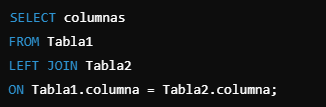 SELECT columnas
FROM Tabla1
LEFT JOIN Tabla2
ON Tabla1.columna = Tabla2.columna;